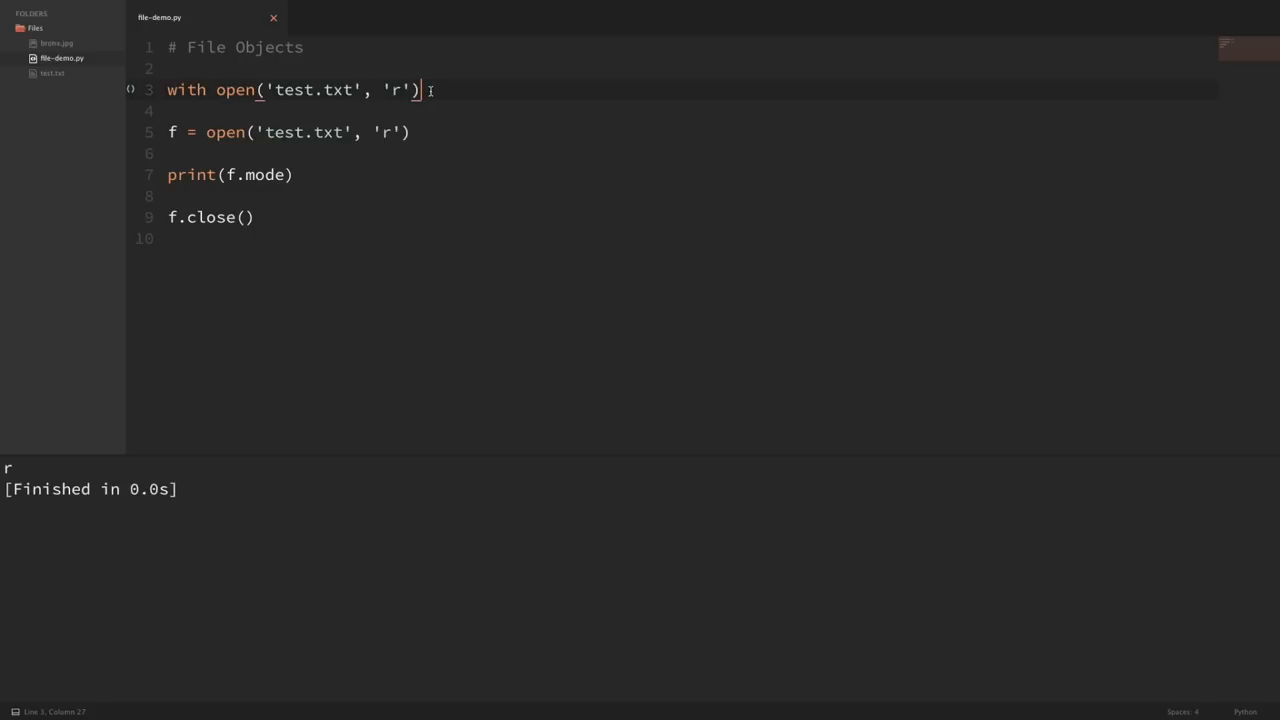 FOLDERS
Files
bronx.jpg
file-demo.py
test.txt
file-demo.py
1 # File Objects
2
3 with open('test.txt', 'r')
4
5 f = open('test.txt', 'r')
6
7 print(f.mode)
8
9 f.close()
10
r
[Finished in 0.0s]
Line 3, Column 27
Spaces: 4
Python